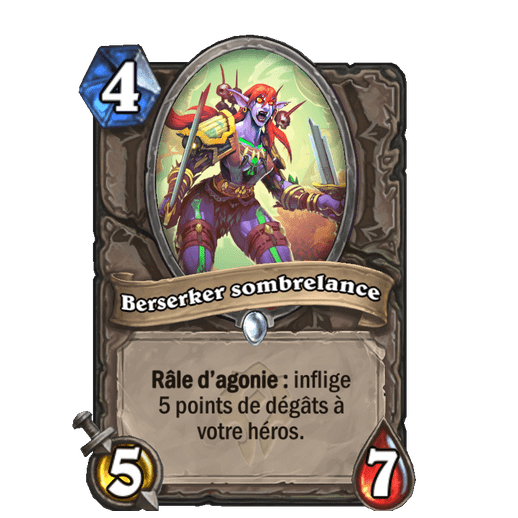 4
Berserker sombrelance
Râle d'agonie : inflige
5 points de dégâts à
votre héros.
5
7